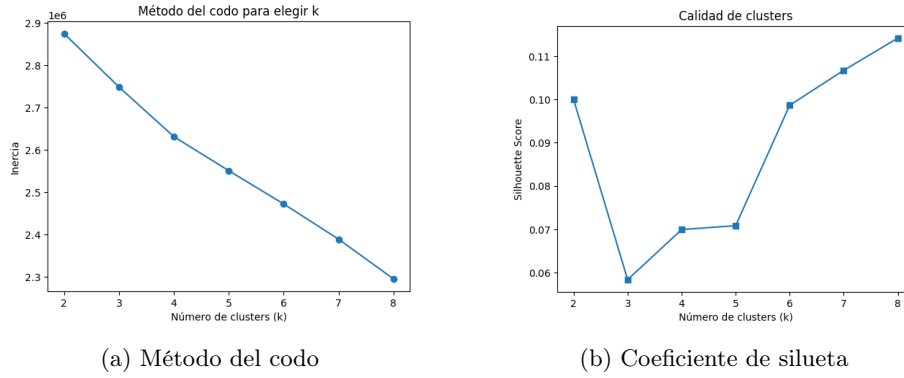 Método del codo para elegir k
1e6
2.9
2.8
2.7
2.6
2.5
2.4
2.3
Inercia
2 3 4 5 6 7 8
Número de clusters (k)
(a) Método del codo
Calidad de clusters
0.11
0.10
0.09
0.08
0.07
0.06
Silhouette Score
2 3 4 5 6 7 8
Número de clusters (k)
(b) Coeficiente de silueta